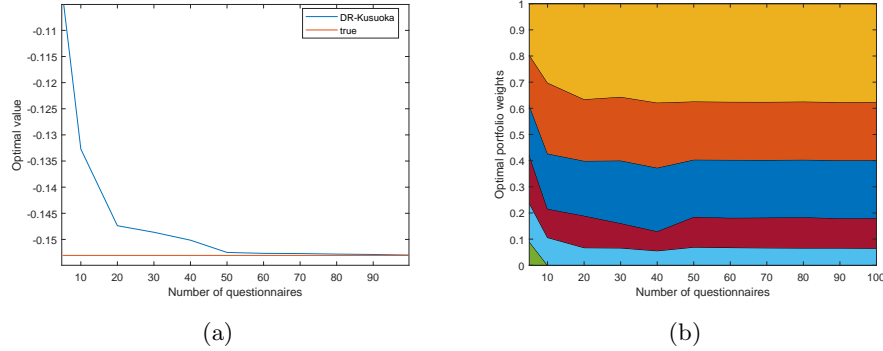 DR-Kusuoka
true
-0.11
-0.115
-0.12
-0.125
-0.13
-0.135
-0.14
-0.145
-0.15
Optimal value
10 20 30 40 50 60 70 80 90
Number of questionnaires
(a)
1
0.9
0.8
0.7
0.6
0.5
0.4
0.3
0.2
0.1
0
Optimal portfolio weights
10 20 30 40 50 60 70 80 90 100
Number of questionnaires
(b)